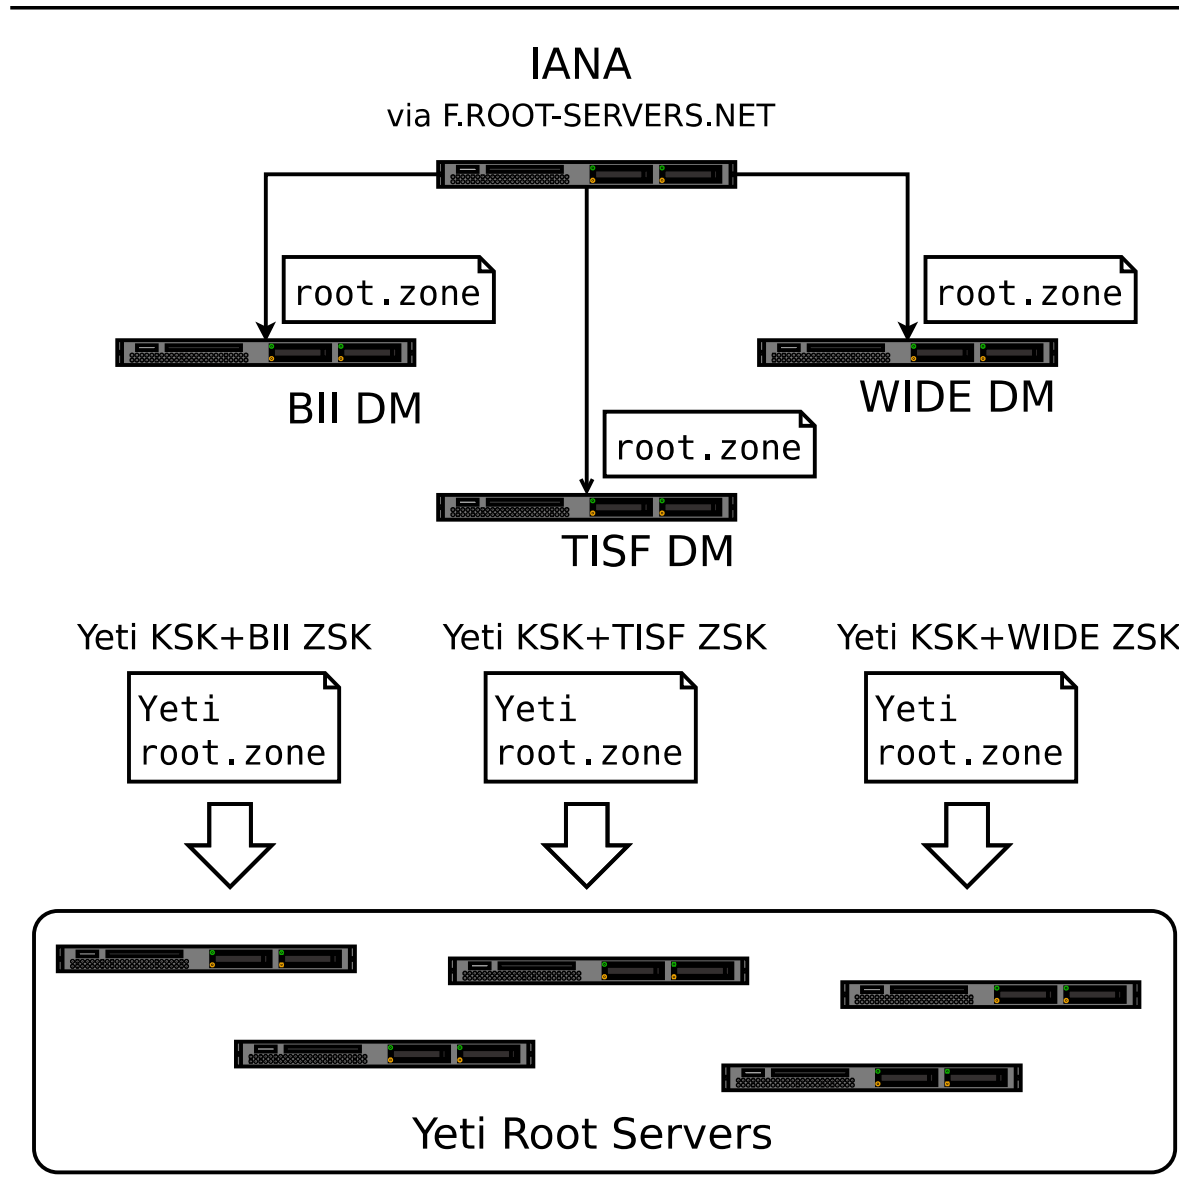 IANA
via F.ROOT-SERVERS.NET
root.zone
root.zone
BII DM
WIDE DM
root.zone
TISF DM
Yeti KSK+BII ZSK
Yeti KSK+TISF ZSK
Yeti KSK+WIDE ZSK
Yeti
root.zone
Yeti
root.zone
Yeti
root.zone
Yeti Root Servers